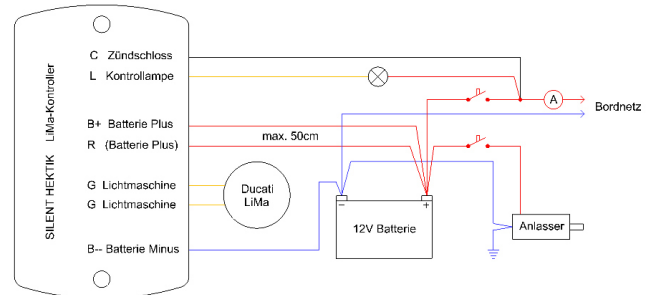 SILENT HEKTIK LiMa-Kontroller
C Zündschloss
L Kontrollampe
B+ Batterie Plus
R (Batterie Plus)
G Lichtmaschine
G Lichtmaschine
B-- Batterie Minus
max. 50cm
Ducati
LiMa
A
Bordnetz
– +
12V Batterie
Anlasser